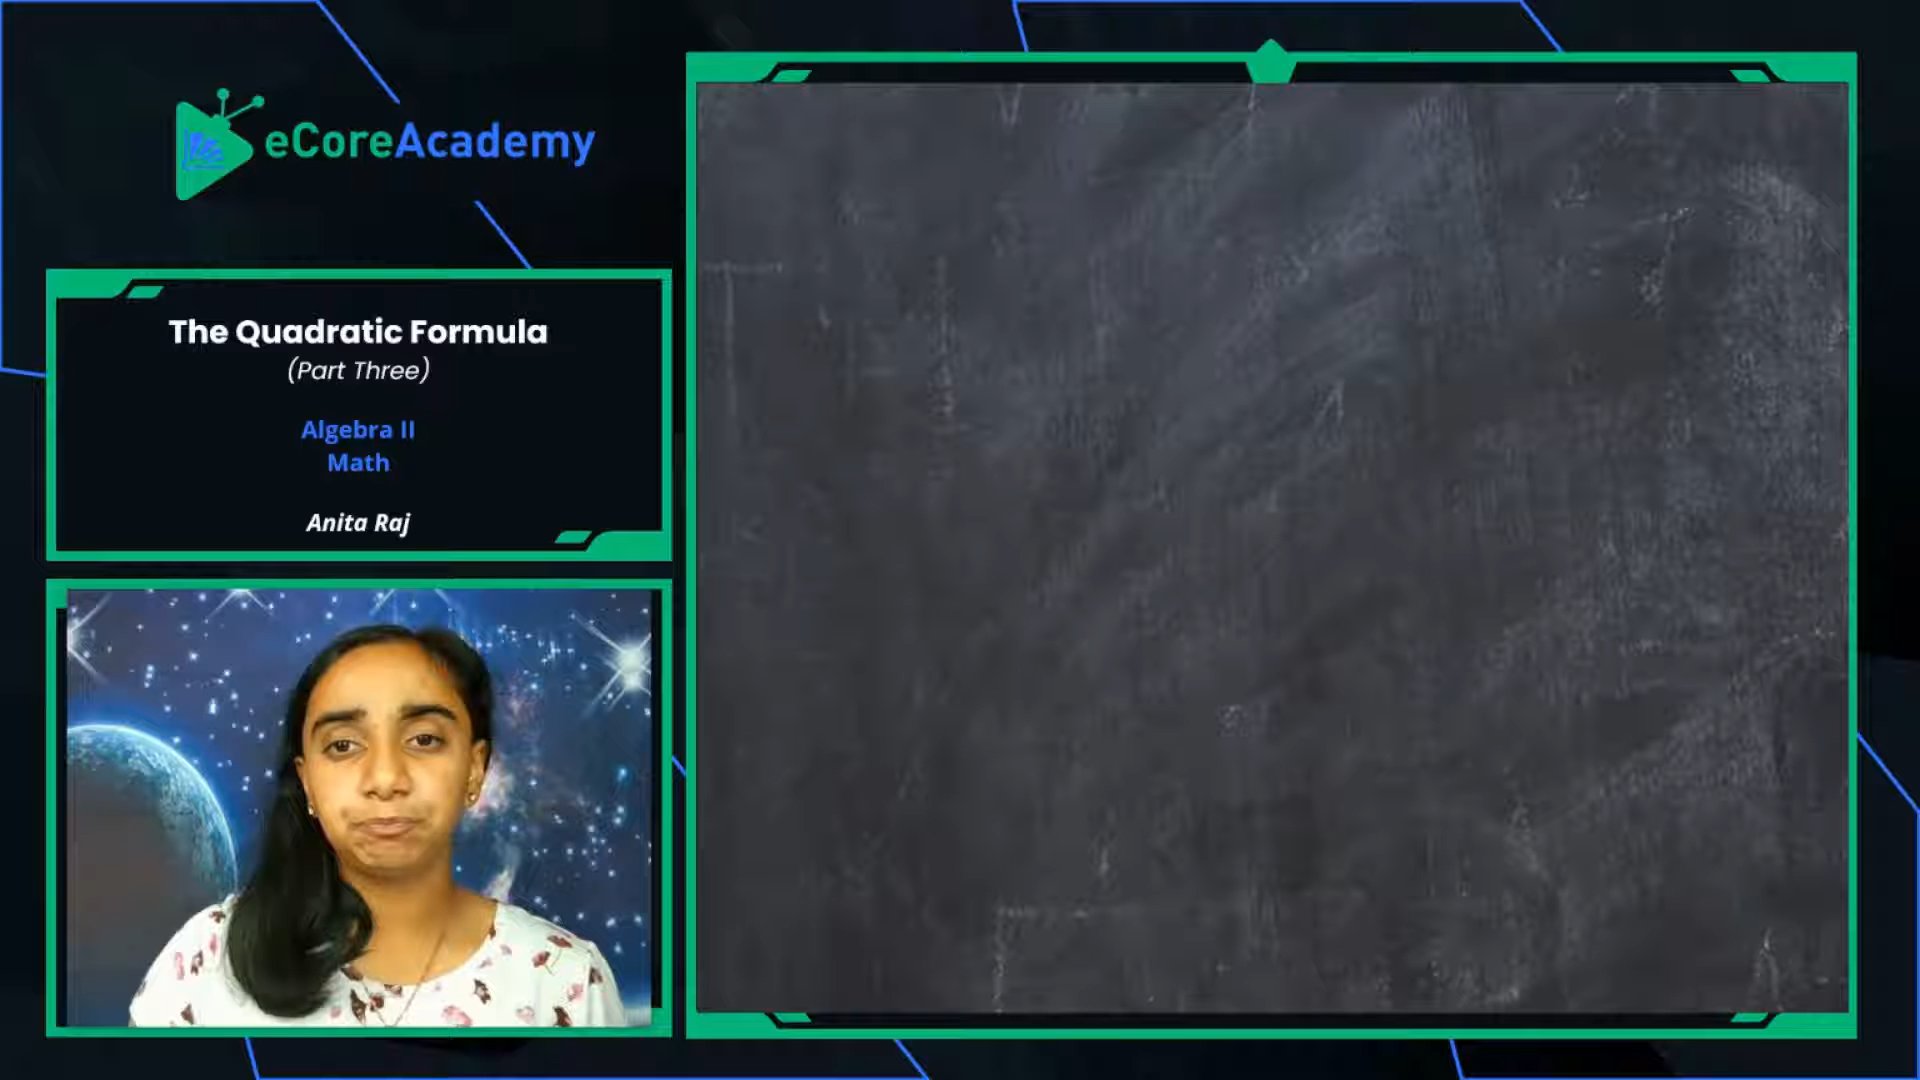 eCoreAcademy
The Quadratic Formula
(Part Three)
Algebra II
Math
Anita Raj